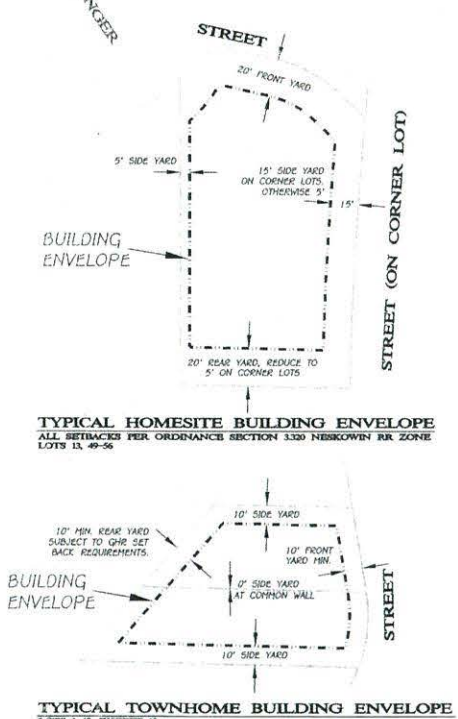 NGER
STREET
20' FRONT YARD
5' SIDE YARD
15' SIDE YARD
ON CORNER LOTS,
OTHERWISE 5'
15'
STREET (ON CORNER LOT)
BUILDING
ENVELOPE
20' REAR YARD, REDUCE TO
5' ON CORNER LOTS
TYPICAL HOMESITE BUILDING ENVELOPE
ALL SETBACKS PER ORDINANCE SECTION 3.320 NESKOWIN RR ZONE
LOTS 13, 49-56
10' SIDE YARD
10' MIN. REAR YARD
SUBJECT TO GHR SET
BACK REQUIREMENTS.
10' FRONT
YARD MIN.
BUILDING
ENVELOPE
0' SIDE YARD
AT COMMON WALL
STREET
10' SIDE YARD
TYPICAL TOWNHOME BUILDING ENVELOPE